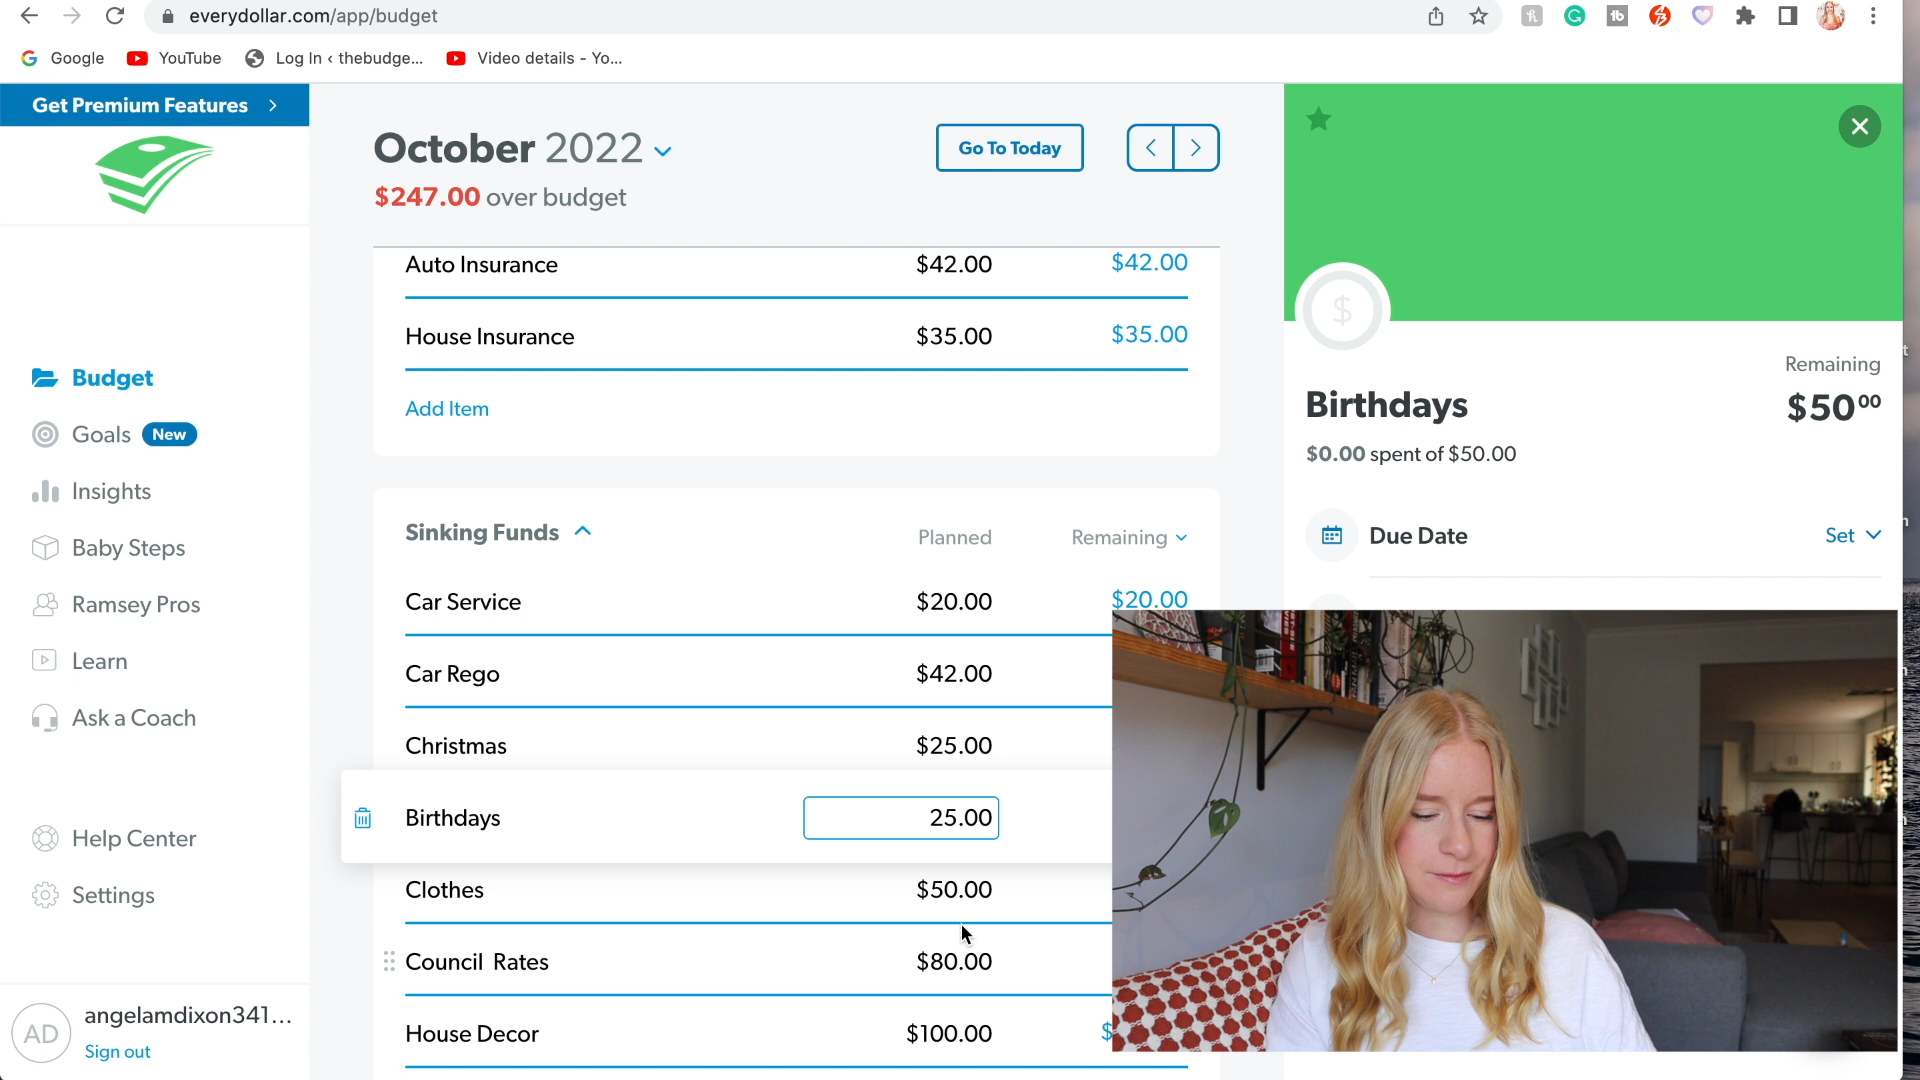 everydollar.com/app/budget
Google
YouTube
Log In ‹ thebudge...
Video details - Yo...
Get Premium Features
October 2022
Go To Today
$247.00 over budget
Auto Insurance $42.00 $42.00
House Insurance $35.00 $35.00
Add Item
Budget
Goals New
Insights
Baby Steps
Ramsey Pros
Learn
Ask a Coach
Help Center
Settings
AD
angelamdixon341...
Sign out
Sinking Funds Planned Remaining
Car Service $20.00 $20.00
Car Rego $42.00
Christmas $25.00
Birthdays 25.00
Clothes $50.00
Council Rates $80.00
House Decor $100.00 $
$
Remaining
Birthdays $50⁰⁰
$0.00 spent of $50.00
Due Date Set